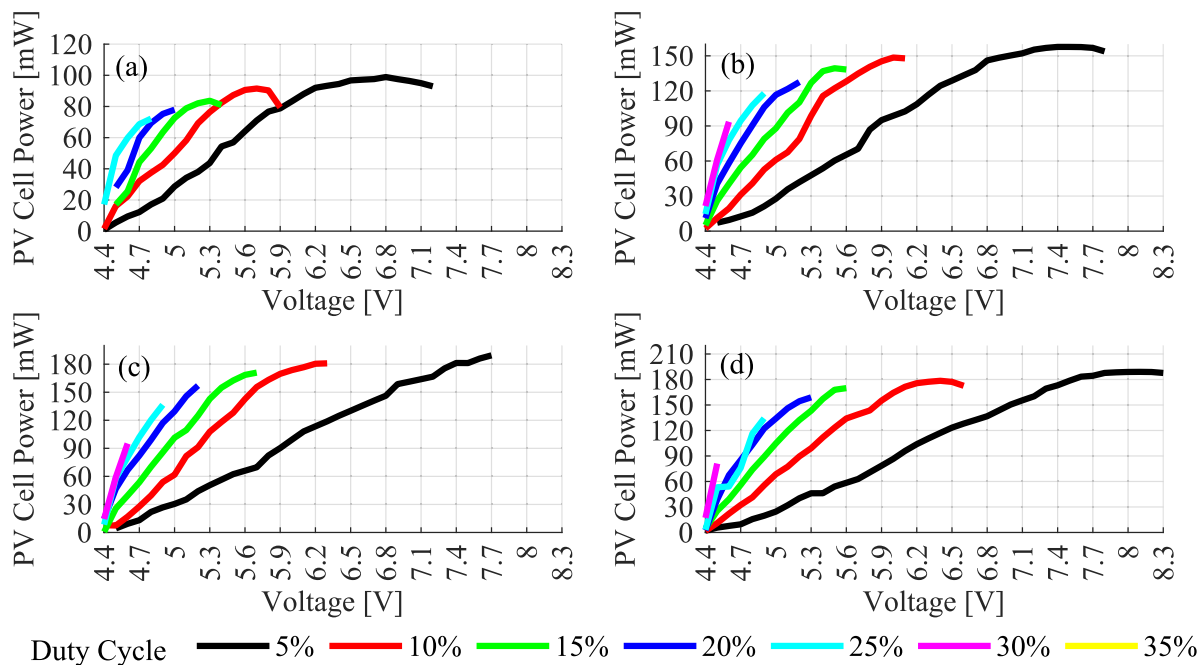 PV Cell Power [mW]
(a)
120
100
80
60
40
20
0
4.4 4.7 5 5.3 5.6 5.9 6.2 6.5 6.8 7.1 7.4 7.7 8 8.3
Voltage [V]
PV Cell Power [mW]
(b)
150
120
90
60
30
0
4.4 4.7 5 5.3 5.6 5.9 6.2 6.5 6.8 7.1 7.4 7.7 8 8.3
Voltage [V]
PV Cell Power [mW]
(c)
180
150
120
90
60
30
0
4.4 4.7 5 5.3 5.6 5.9 6.2 6.5 6.8 7.1 7.4 7.7 8 8.3
Voltage [V]
PV Cell Power [mW]
(d)
210
180
150
120
90
60
30
0
4.4 4.7 5 5.3 5.6 5.9 6.2 6.5 6.8 7.1 7.4 7.7 8 8.3
Voltage [V]
Duty Cycle 5% 10% 15% 20% 25% 30% 35%